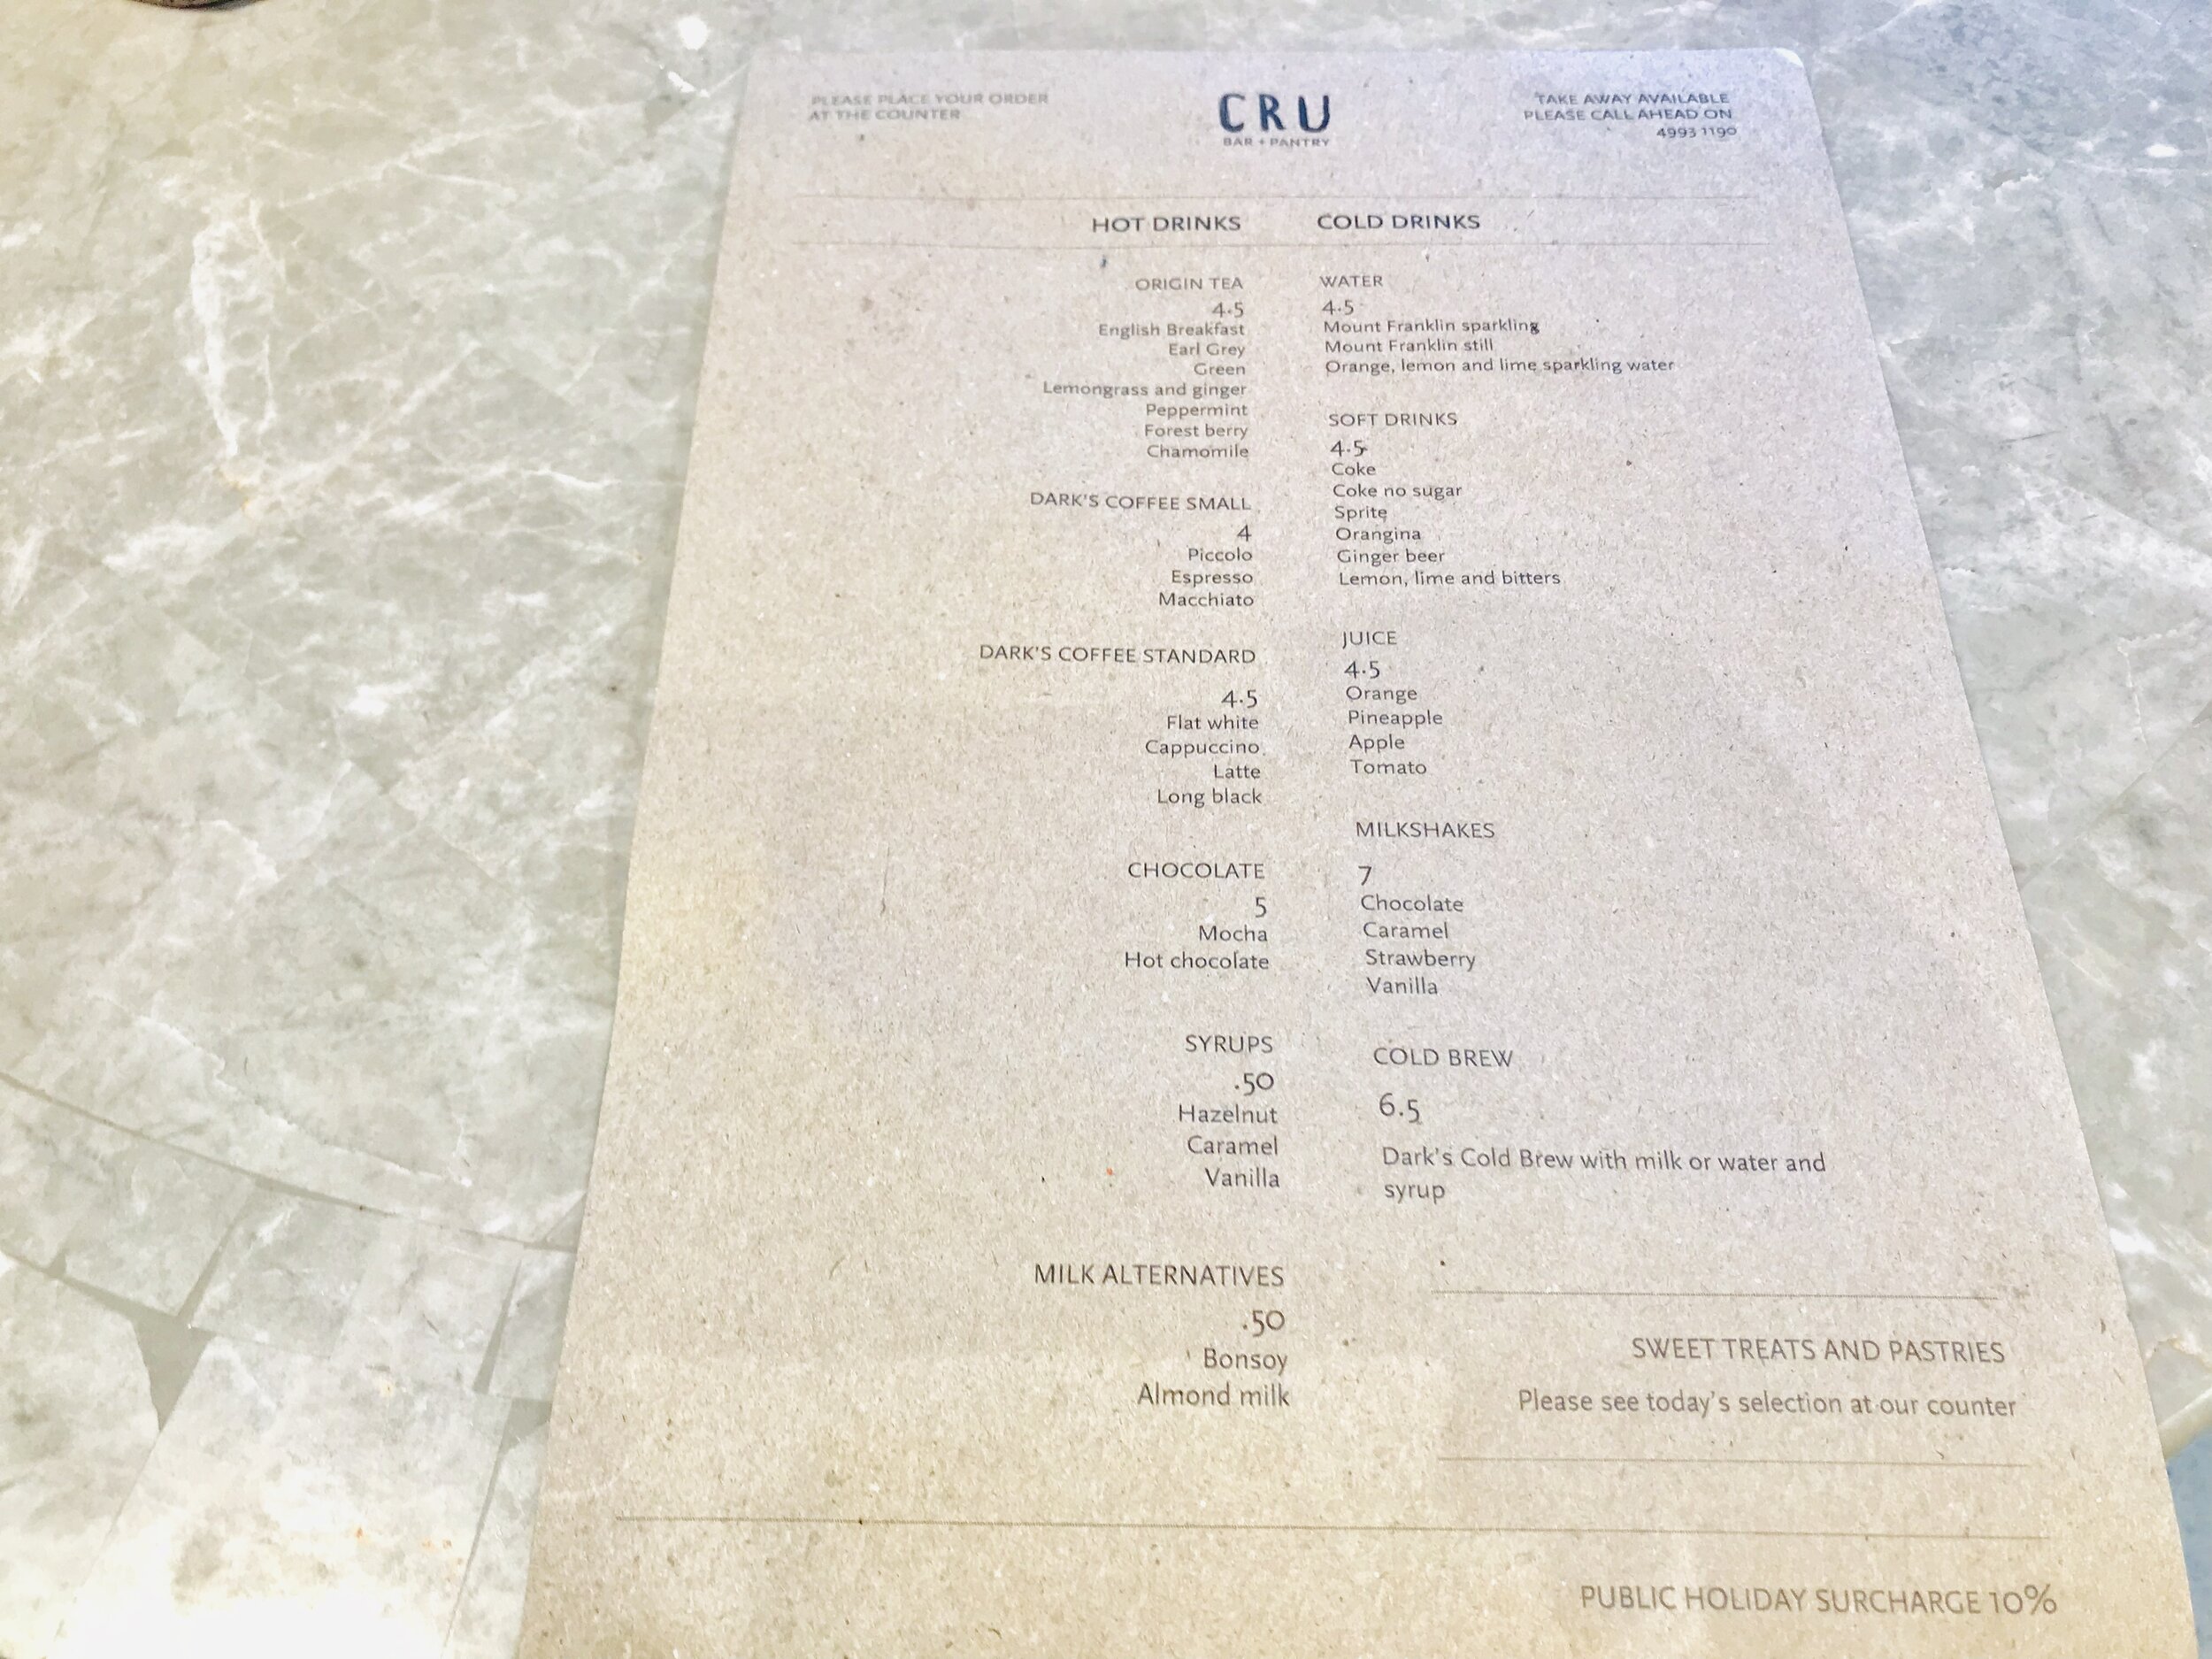 PLEASE PLACE YOUR ORDER
AT THE COUNTER
CRU
BAR + PANTRY
TAKE AWAY AVAILABLE
PLEASE CALL AHEAD ON
4993 1190
HOT DRINKS
ORIGIN TEA
4.5
English Breakfast
Earl Grey
Green
Lemongrass and ginger
Peppermint
Forest berry
Chamomile
DARK'S COFFEE SMALL
4
Piccolo
Espresso
Macchiato
DARK'S COFFEE STANDARD
4.5
Flat white
Cappuccino
Latte
Long black
CHOCOLATE
5
Mocha
Hot chocolate
SYRUPS
.50
Hazelnut
Caramel
Vanilla
MILK ALTERNATIVES
.50
Bonsoy
Almond milk
COLD DRINKS
WATER
4.5
Mount Franklin sparkling
Mount Franklin still
Orange, lemon and lime sparkling water
SOFT DRINKS
4.5
Coke
Coke no sugar
Sprite
Orangina
Ginger beer
Lemon, lime and bitters
JUICE
4.5
Orange
Pineapple
Apple
Tomato
MILKSHAKES
7
Chocolate
Caramel
Strawberry
Vanilla
COLD BREW
6.5
Dark's Cold Brew with milk or water and
syrup
SWEET TREATS AND PASTRIES
Please see today's selection at our counter
PUBLIC HOLIDAY SURCHARGE 10%